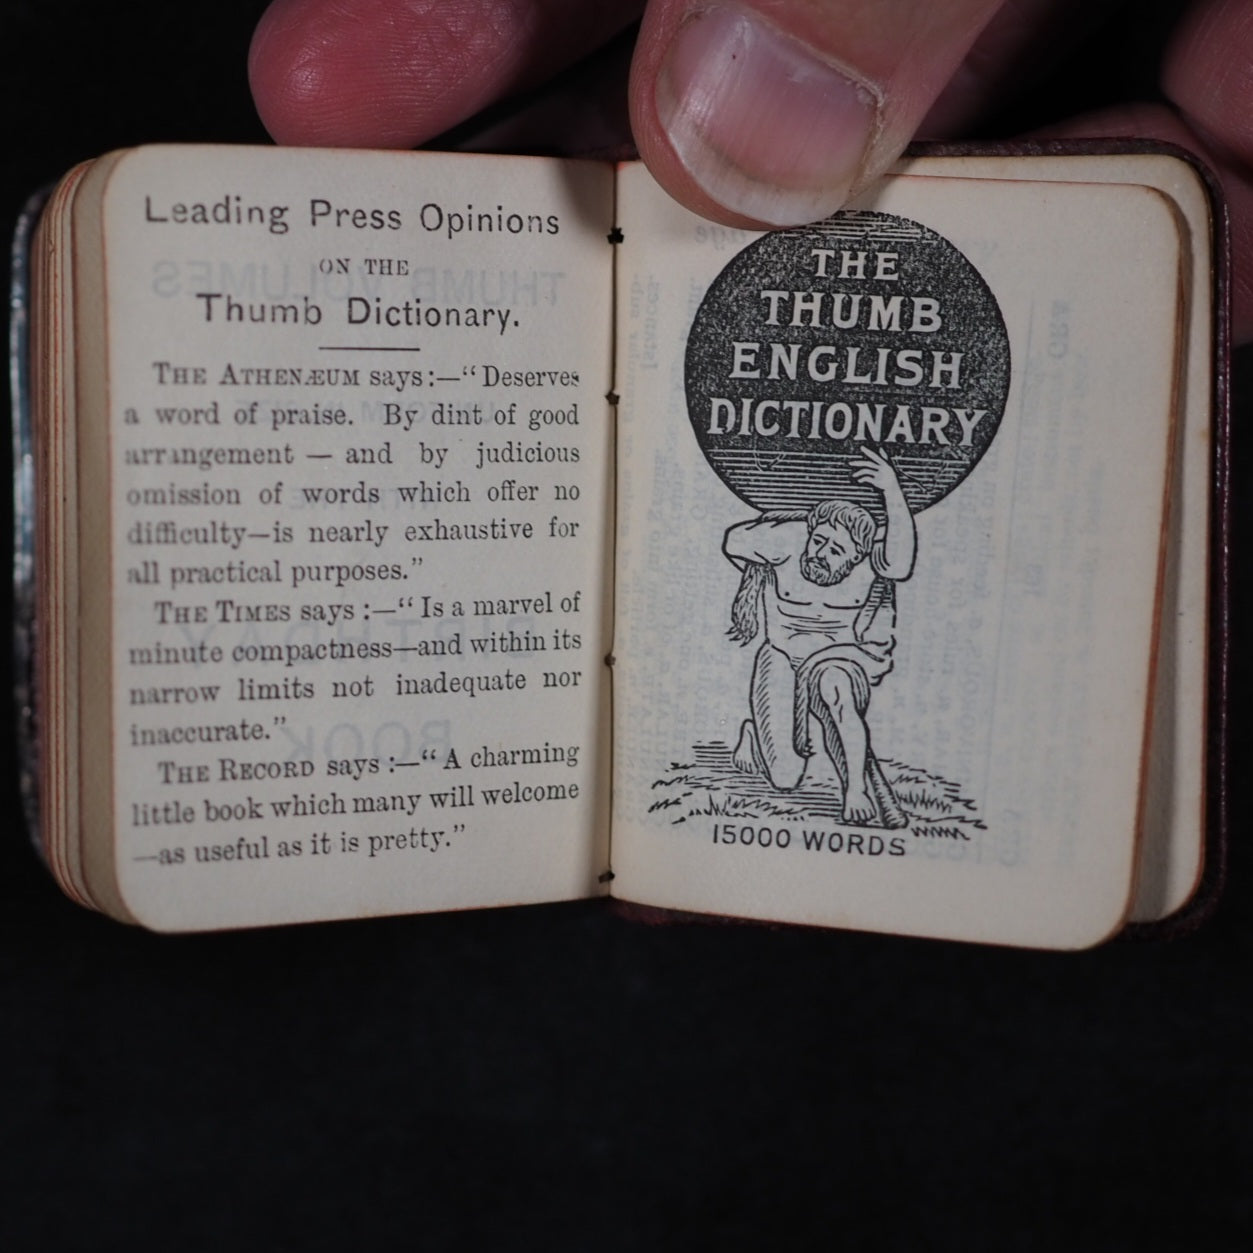 Leading Press Opinions
ON THE
Thumb Dictionary.
THE ATHENÆUM says:—“Deserves
a word of praise. By dint of good
arrangement — and by judicious
omission of words which offer no
difficulty—is nearly exhaustive for
all practical purposes.”
THE TIMES says :—“Is a marvel of
minute compactness—and within its
narrow limits not inadequate nor
inaccurate.”
THE RECORD says :—“A charming
little book which many will welcome
—as useful as it is pretty.”
THE
THUMB
ENGLISH
DICTIONARY
15000 WORDS